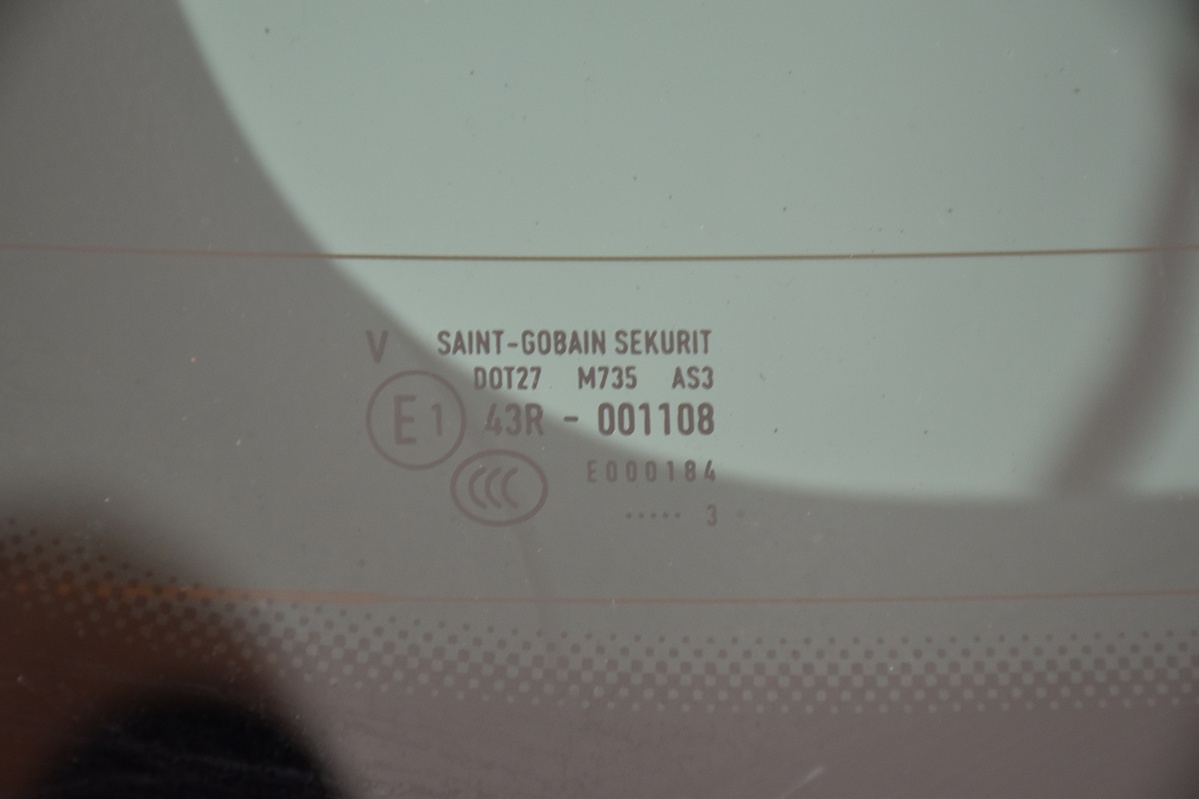 V SAINT-GOBAIN SEKURIT
DOT27 M735 AS3
E1 43R - 001108
CCC E000184
····· 3